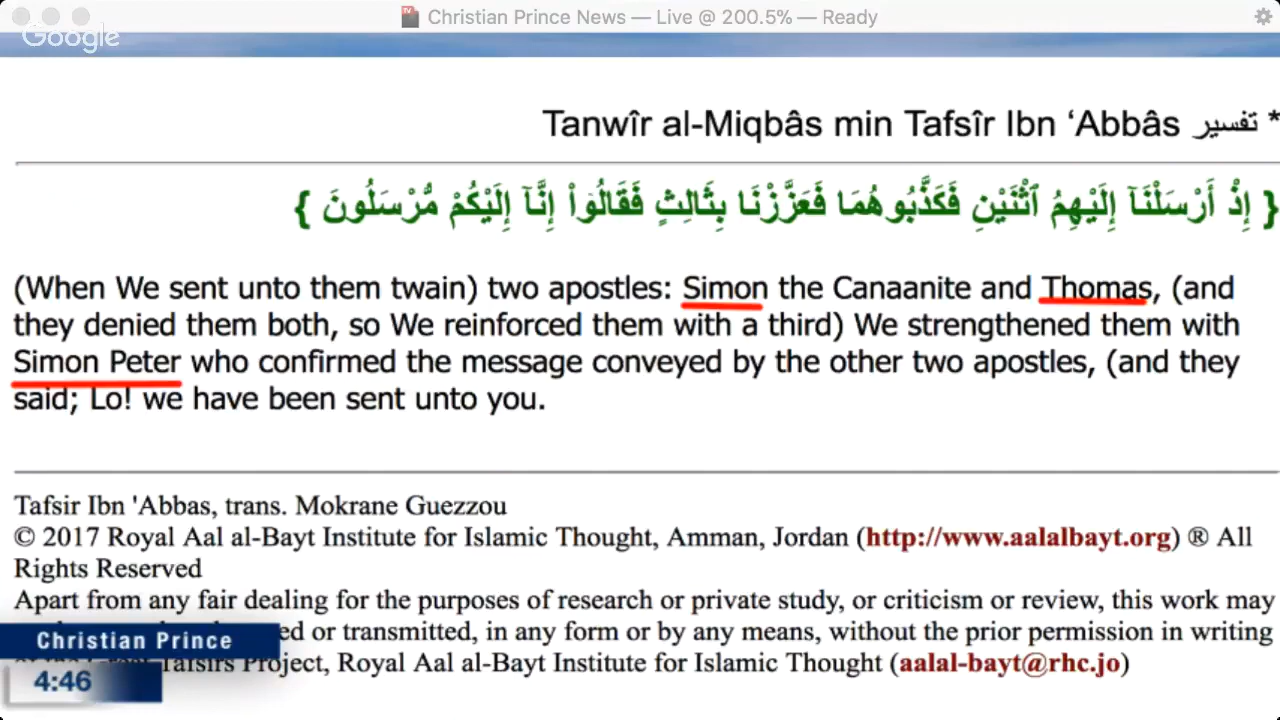 Christian Prince News — Live @ 200.5% — Ready
Google
* تفسير Tanwîr al-Miqbâs min Tafsîr Ibn ‘Abbâs
{ إِذْ أَرْسَلْنَآ إِلَيْهِمُ ٱثْنَيْنِ فَكَذَّبُوهُمَا فَعَزَّزْنَا بِثَالِثٍ فَقَالُوۤاْ إِنَّآ إِلَيْكُمْ مُّرْسَلُونَ }
(When We sent unto them twain) two apostles: Simon the Canaanite and Thomas, (and
they denied them both, so We reinforced them with a third) We strengthened them with
Simon Peter who confirmed the message conveyed by the other two apostles, (and they
said; Lo! we have been sent unto you.
Tafsir Ibn 'Abbas, trans. Mokrane Guezzou
© 2017 Royal Aal al-Bayt Institute for Islamic Thought, Amman, Jordan (http://www.aalalbayt.org) ® All
Rights Reserved
Apart from any fair dealing for the purposes of research or private study, or criticism or review, this work may
ed or transmitted, in any form or by any means, without the prior permission in writing
Tafsirs Project, Royal Aal al-Bayt Institute for Islamic Thought (aalal-bayt@rhc.jo)
Christian Prince
4:46